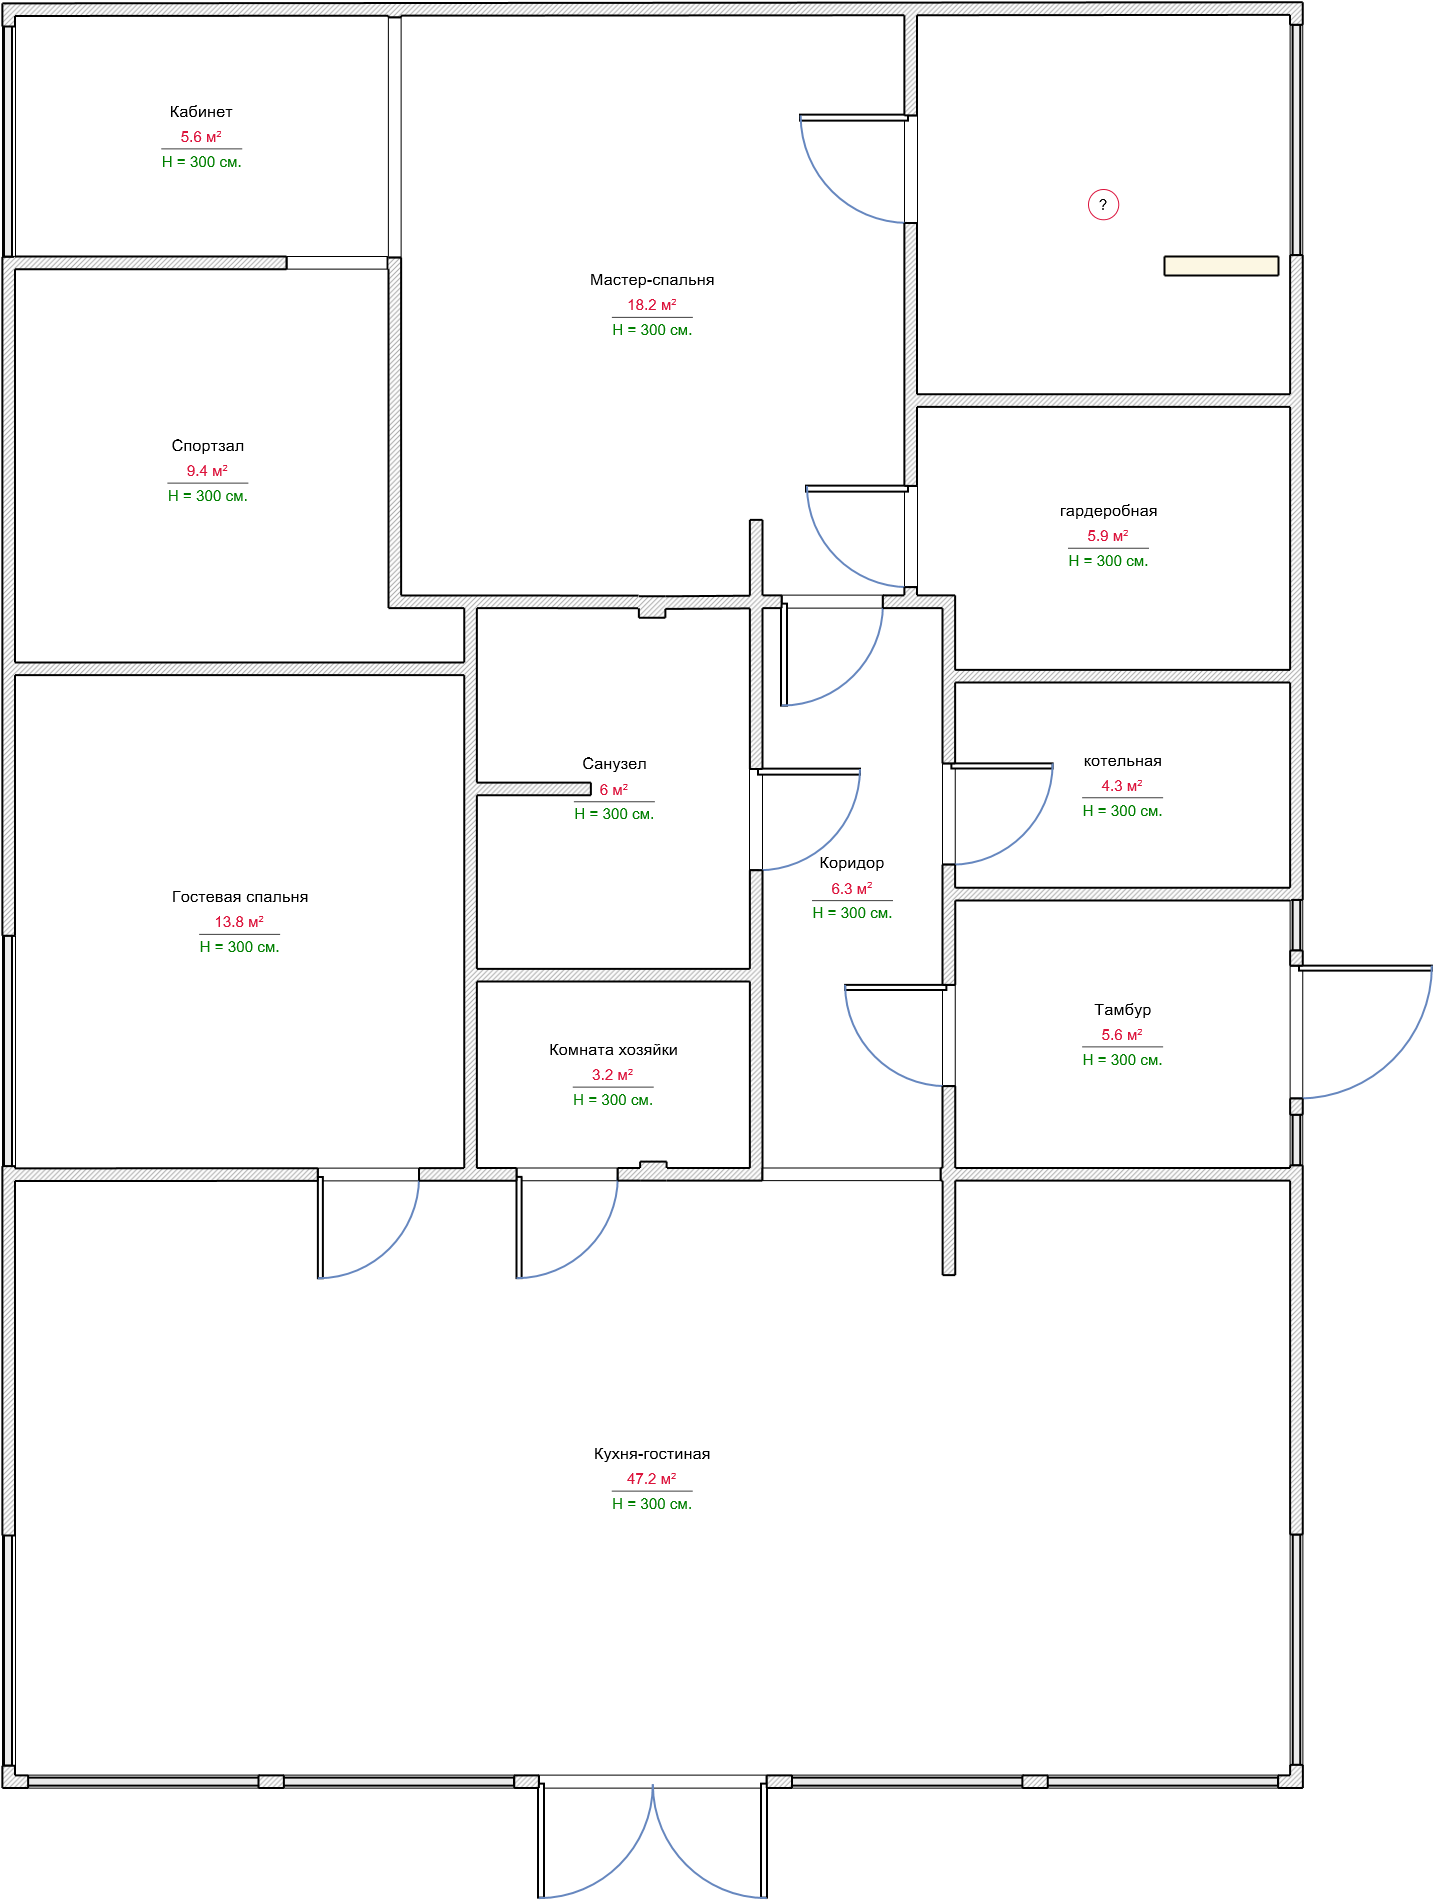 Кабинет
5.6 м²
H = 300 см.
?
Мастер-спальня
18.2 м²
H = 300 см.
Спортзал
9.4 м²
H = 300 см.
гардеробная
5.9 м²
H = 300 см.
Санузел
6 м²
H = 300 см.
котельная
4.3 м²
H = 300 см.
Коридор
6.3 м²
H = 300 см.
Гостевая спальня
13.8 м²
H = 300 см.
Тамбур
5.6 м²
H = 300 см.
Комната хозяйки
3.2 м²
H = 300 см.
Кухня-гостиная
47.2 м²
H = 300 см.